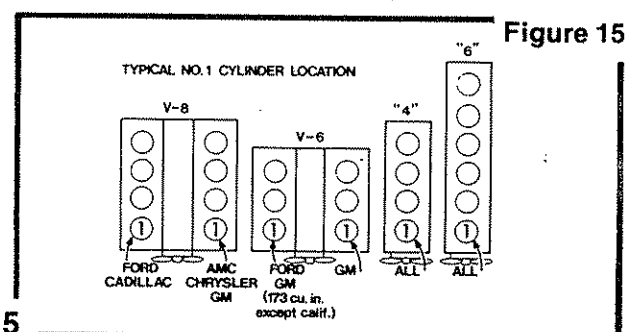 Figure 15
TYPICAL NO.1 CYLINDER LOCATION
V-8
V-6
"4"
"6"
1
1
1
1
1
1
FORD
CADILLAC
AMC
CHRYSLER
GM
FORD
GM
(173 cu. in.
except calif.)
GM
ALL
ALL
5